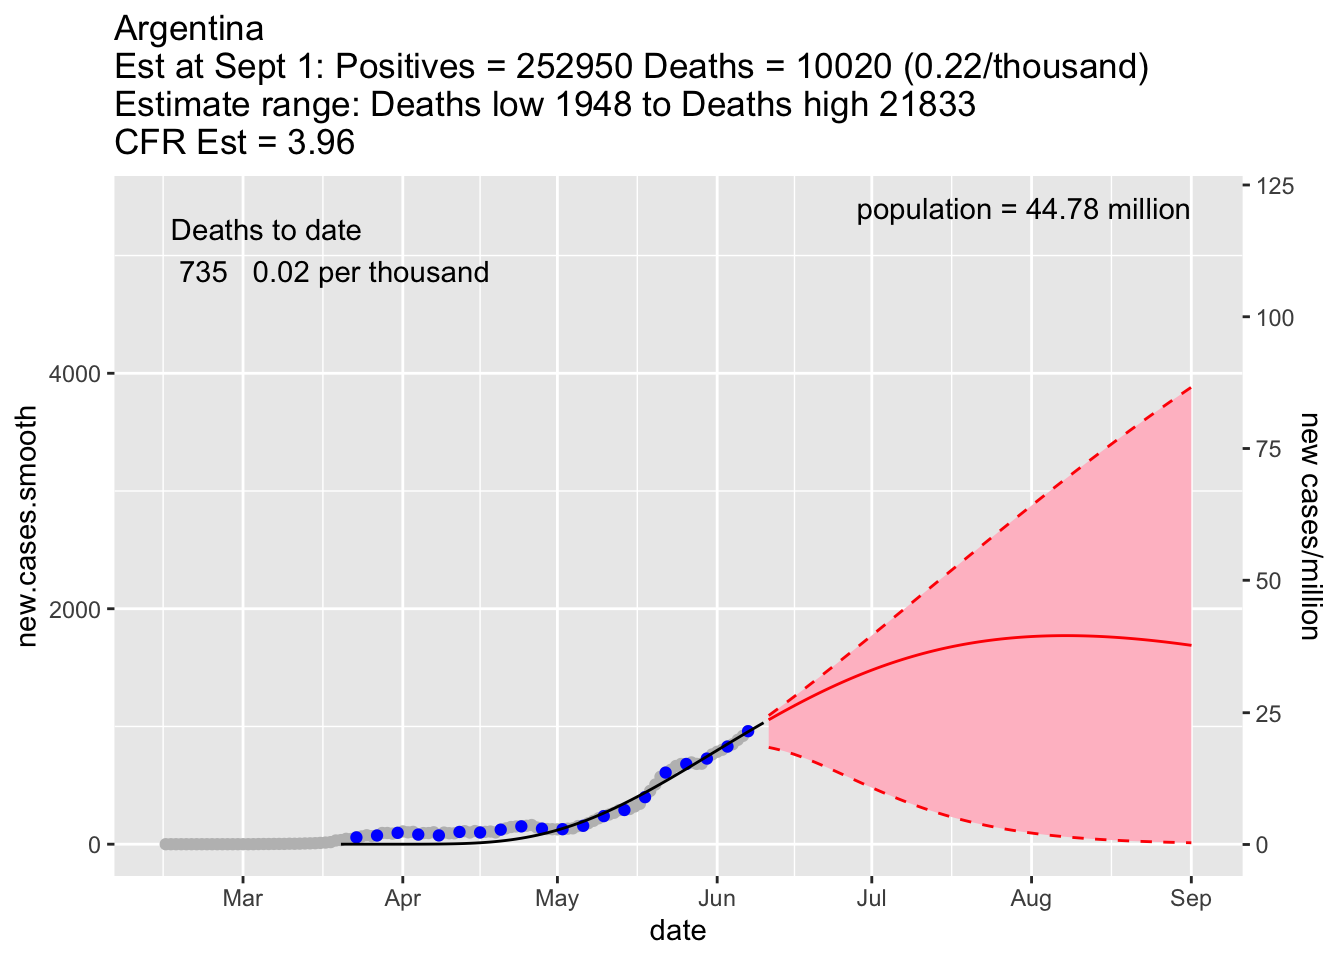 Argentina
Est at Sept 1: Positives = 252950 Deaths = 10020 (0.22/thousand)
Estimate range: Deaths low 1948 to Deaths high 21833
CFR Est = 3.96
population = 44.78 million
Deaths to date
735 0.02 per thousand
new.cases.smooth
4000
2000
0
125
100
75
50
25
0
new cases/million
Mar Apr May Jun Jul Aug Sep
date